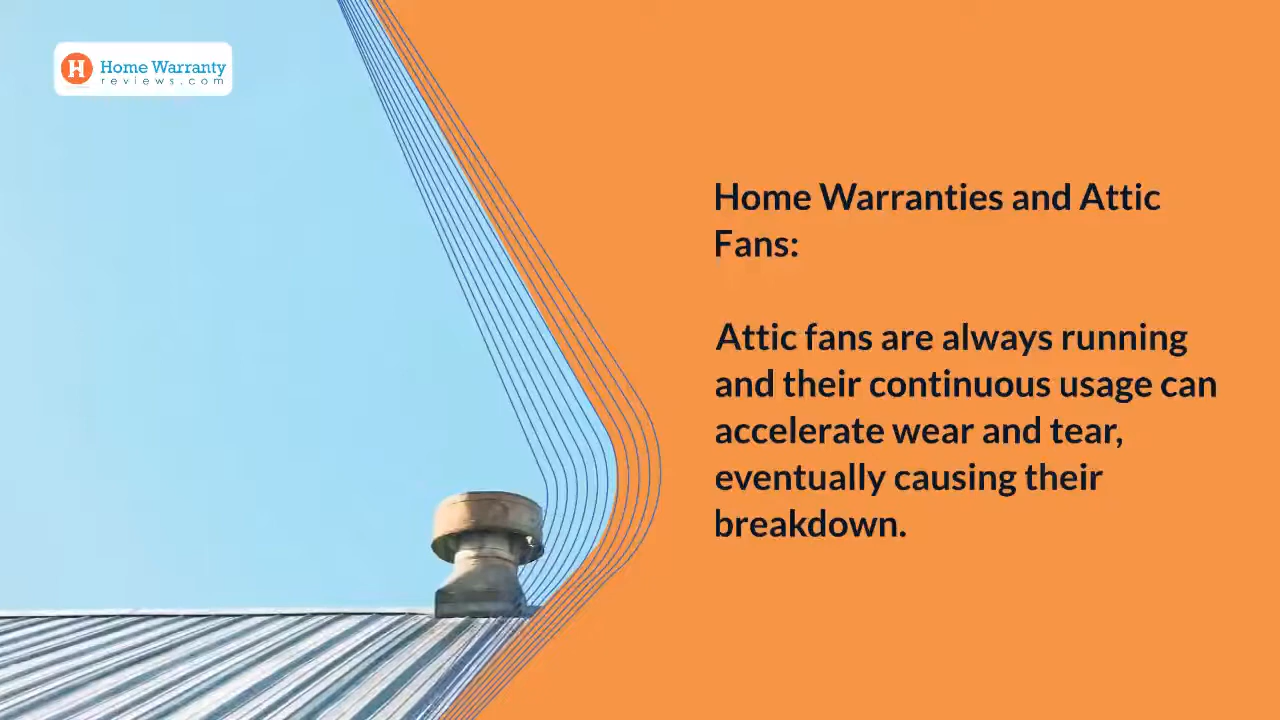 H
Home Warranty
reviews.com
Home Warranties and Attic
Fans:
Attic fans are always running
and their continuous usage can
accelerate wear and tear,
eventually causing their
breakdown.